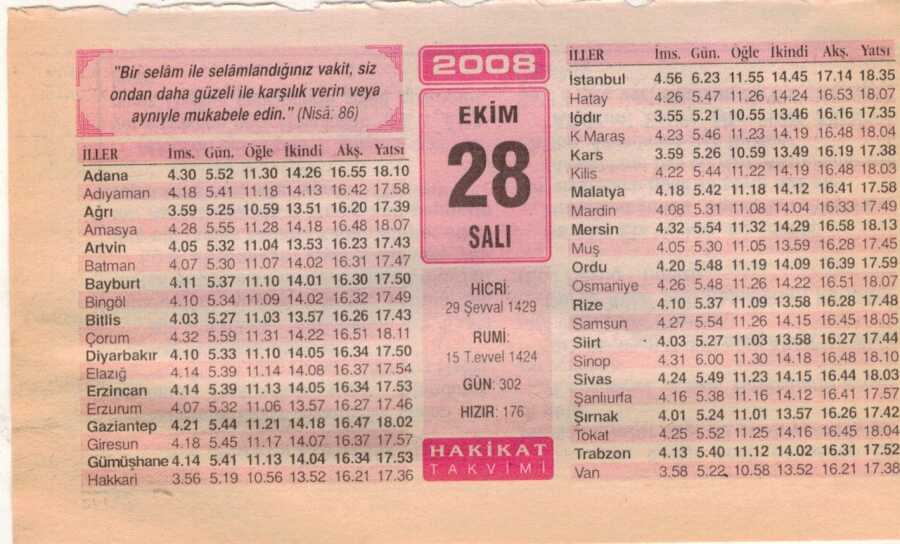 "Bir selâm ile selâmlandığınız vakit, siz
ondan daha güzeli ile karşılık verin veya
aynıyle mukabele edin." (Nisâ: 86)
İLLER İms. Gün. Öğle İkindi Akş. Yatsı
Adana 4.30 5.52 11.30 14.26 16.55 18.10
Adıyaman 4.18 5.41 11.18 14.13 16.42 17.58
Ağrı 3.59 5.25 10.59 13.51 16.20 17.39
Amasya 4.28 5.55 11.28 14.18 16.48 18.07
Artvin 4.05 5.32 11.04 13.53 16.23 17.43
Batman 4.07 5.30 11.07 14.02 16.31 17.47
Bayburt 4.11 5.37 11.10 14.01 16.30 17.50
Bingöl 4.10 5.34 11.09 14.02 16.32 17.49
Bitlis 4.03 5.27 11.03 13.57 16.26 17.43
Çorum 4.32 5.59 11.31 14.22 16.51 18.11
Diyarbakır 4.10 5.33 11.10 14.05 16.34 17.50
Elazığ 4.14 5.39 11.14 14.08 16.37 17.54
Erzincan 4.14 5.39 11.13 14.05 16.34 17.53
Erzurum 4.07 5.32 11.06 13.57 16.27 17.46
Gaziantep 4.21 5.44 11.21 14.18 16.47 18.02
Giresun 4.18 5.45 11.17 14.07 16.37 17.57
Gümüşhane 4.14 5.41 11.13 14.04 16.34 17.53
Hakkari 3.56 5.19 10.56 13.52 16.21 17.36
2008
EKİM
28
SALI
HİCRİ:
29 Şevval 1429
RUMİ:
15 T.evvel 1424
GÜN: 302
HIZIR: 176
HAKİKAT
TAKVİMİ
İLLER İms. Gün. Öğle İkindi Akş. Yatsı
İstanbul 4.56 6.23 11.55 14.45 17.14 18.35
Hatay 4.26 5.47 11.26 14.24 16.53 18.07
Iğdır 3.55 5.21 10.55 13.46 16.16 17.35
K.Maraş 4.23 5.46 11.23 14.19 16.48 18.04
Kars 3.59 5.26 10.59 13.49 16.19 17.38
Kilis 4.22 5.44 11.22 14.19 16.48 18.03
Malatya 4.18 5.42 11.18 14.12 16.41 17.58
Mardin 4.08 5.31 11.08 14.04 16.33 17.49
Mersin 4.32 5.54 11.32 14.29 16.58 18.13
Muş 4.05 5.30 11.05 13.59 16.28 17.45
Ordu 4.20 5.48 11.19 14.09 16.39 17.59
Osmaniye 4.26 5.48 11.26 14.22 16.51 18.07
Rize 4.10 5.37 11.09 13.58 16.28 17.48
Samsun 4.27 5.54 11.26 14.15 16.45 18.05
Siirt 4.03 5.27 11.03 13.58 16.27 17.44
Sinop 4.31 6.00 11.30 14.18 16.48 18.10
Sivas 4.24 5.49 11.23 14.15 16.44 18.03
Şanlıurfa 4.16 5.38 11.16 14.12 16.41 17.57
Şırnak 4.01 5.24 11.01 13.57 16.26 17.42
Tokat 4.25 5.52 11.25 14.16 16.45 18.04
Trabzon 4.13 5.40 11.12 14.02 16.31 17.52
Van 3.58 5.22 10.58 13.52 16.21 17.38